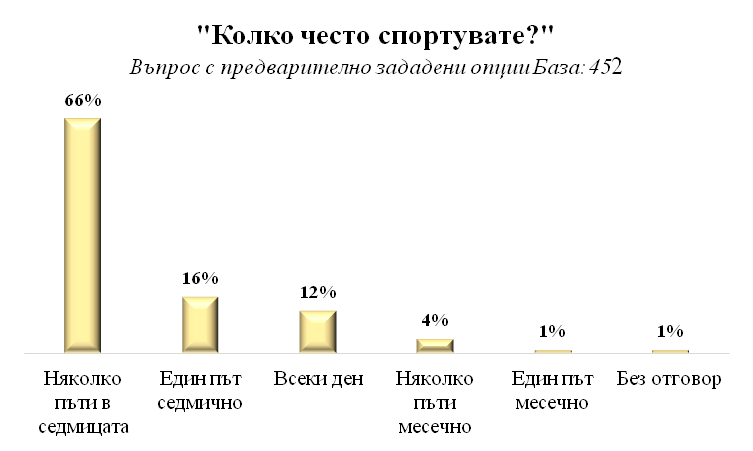 "Колко често спортувате?"
Въпрос с предварително зададени опции База: 452
66%
16%
12%
4%
1%
1%
Няколко
пъти в
седмицата
Един път
седмично
Всеки ден
Няколко
пъти
месечно
Един път
месечно
Без отговор